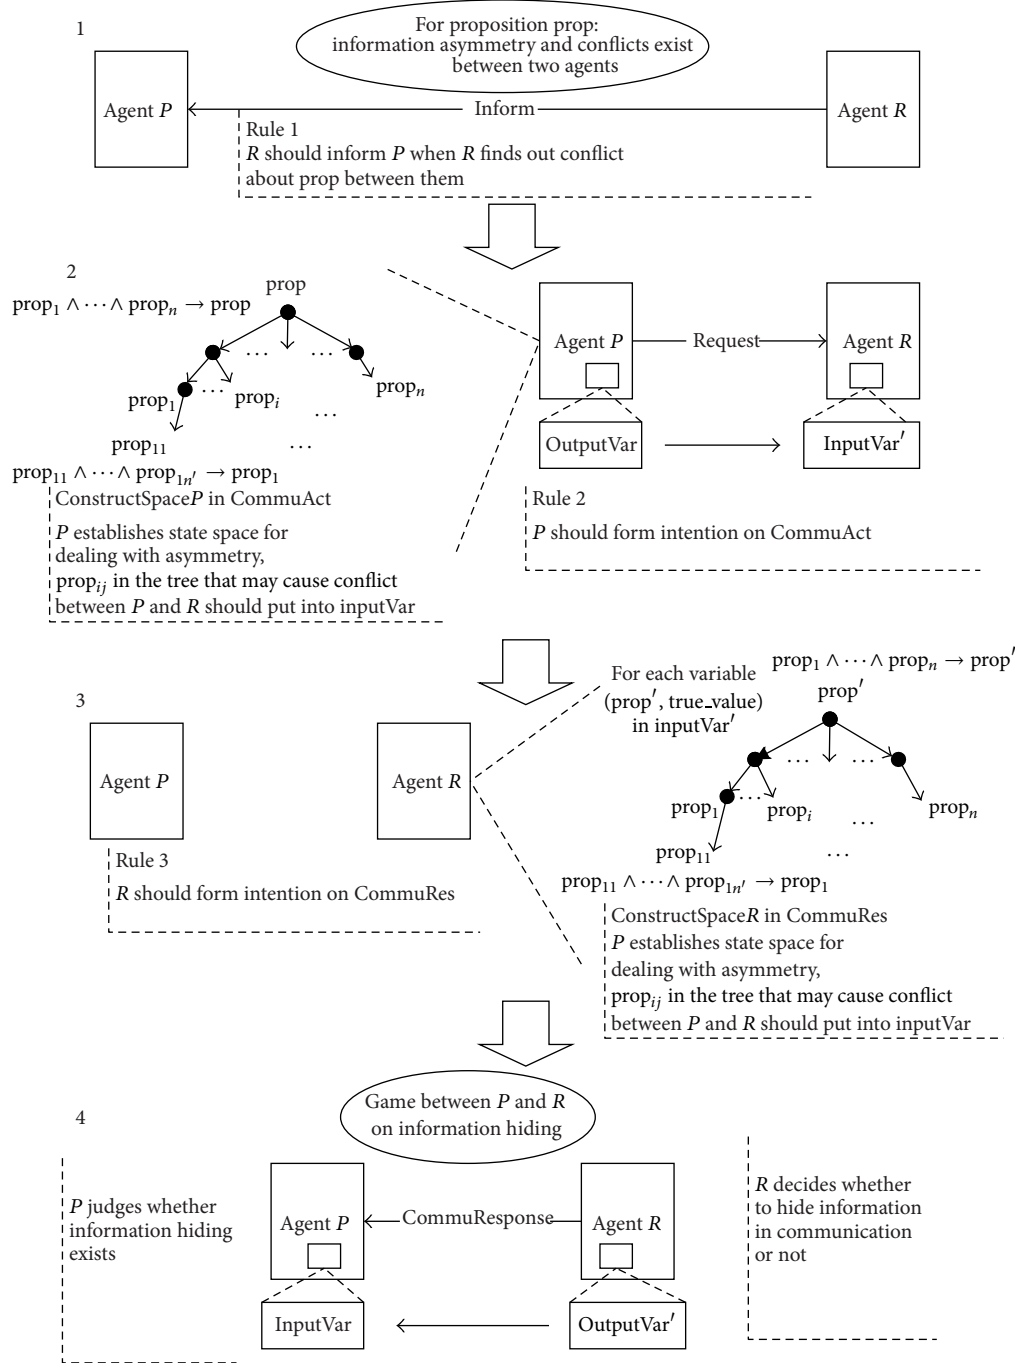 1
For proposition prop:
information asymmetry and conflicts exist
between two agents
Agent P
Inform
Agent R
Rule 1
R should inform P when R finds out conflict
about prop between them
2
prop
prop₁ ∧ ⋯ ∧ propₙ → prop
⋯ ⋯
prop₁
⋯
propᵢ
propₙ
⋯
prop₁₁
⋯
prop₁₁ ∧ ⋯ ∧ prop₁ₙ′ → prop₁
ConstructSpaceP in CommuAct
P establishes state space for
dealing with asymmetry,
propᵢⱼ in the tree that may cause conflict
between P and R should put into inputVar
Agent P
Request
Agent R
OutputVar
InputVar′
Rule 2
P should form intention on CommuAct
3
Agent P
Agent R
Rule 3
R should form intention on CommuRes
For each variable
(prop′, true_value)
in inputVar′
prop₁ ∧ ⋯ ∧ propₙ → prop′
prop′
⋯ ⋯
prop₁
⋯
propᵢ
propₙ
⋯
prop₁₁
⋯
prop₁₁ ∧ ⋯ ∧ prop₁ₙ′ → prop₁
ConstructSpaceR in CommuRes
P establishes state space for
dealing with asymmetry,
propᵢⱼ in the tree that may cause conflict
between P and R should put into inputVar
4
Game between P and R
on information hiding
P judges whether
information hiding
exists
Agent P
CommuResponse
Agent R
InputVar
OutputVar′
R decides whether
to hide information
in communication
or not